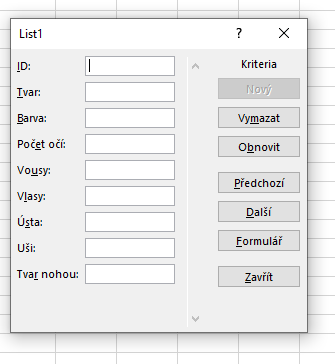 List1
?
ID:
Kriteria
Tvar:
Nový
Barva:
Vymazat
Počet očí:
Obnovit
Vousy:
Předchozí
Vlasy:
Další
Ústa:
Formulář
Uši:
Tvar nohou:
Zavřít